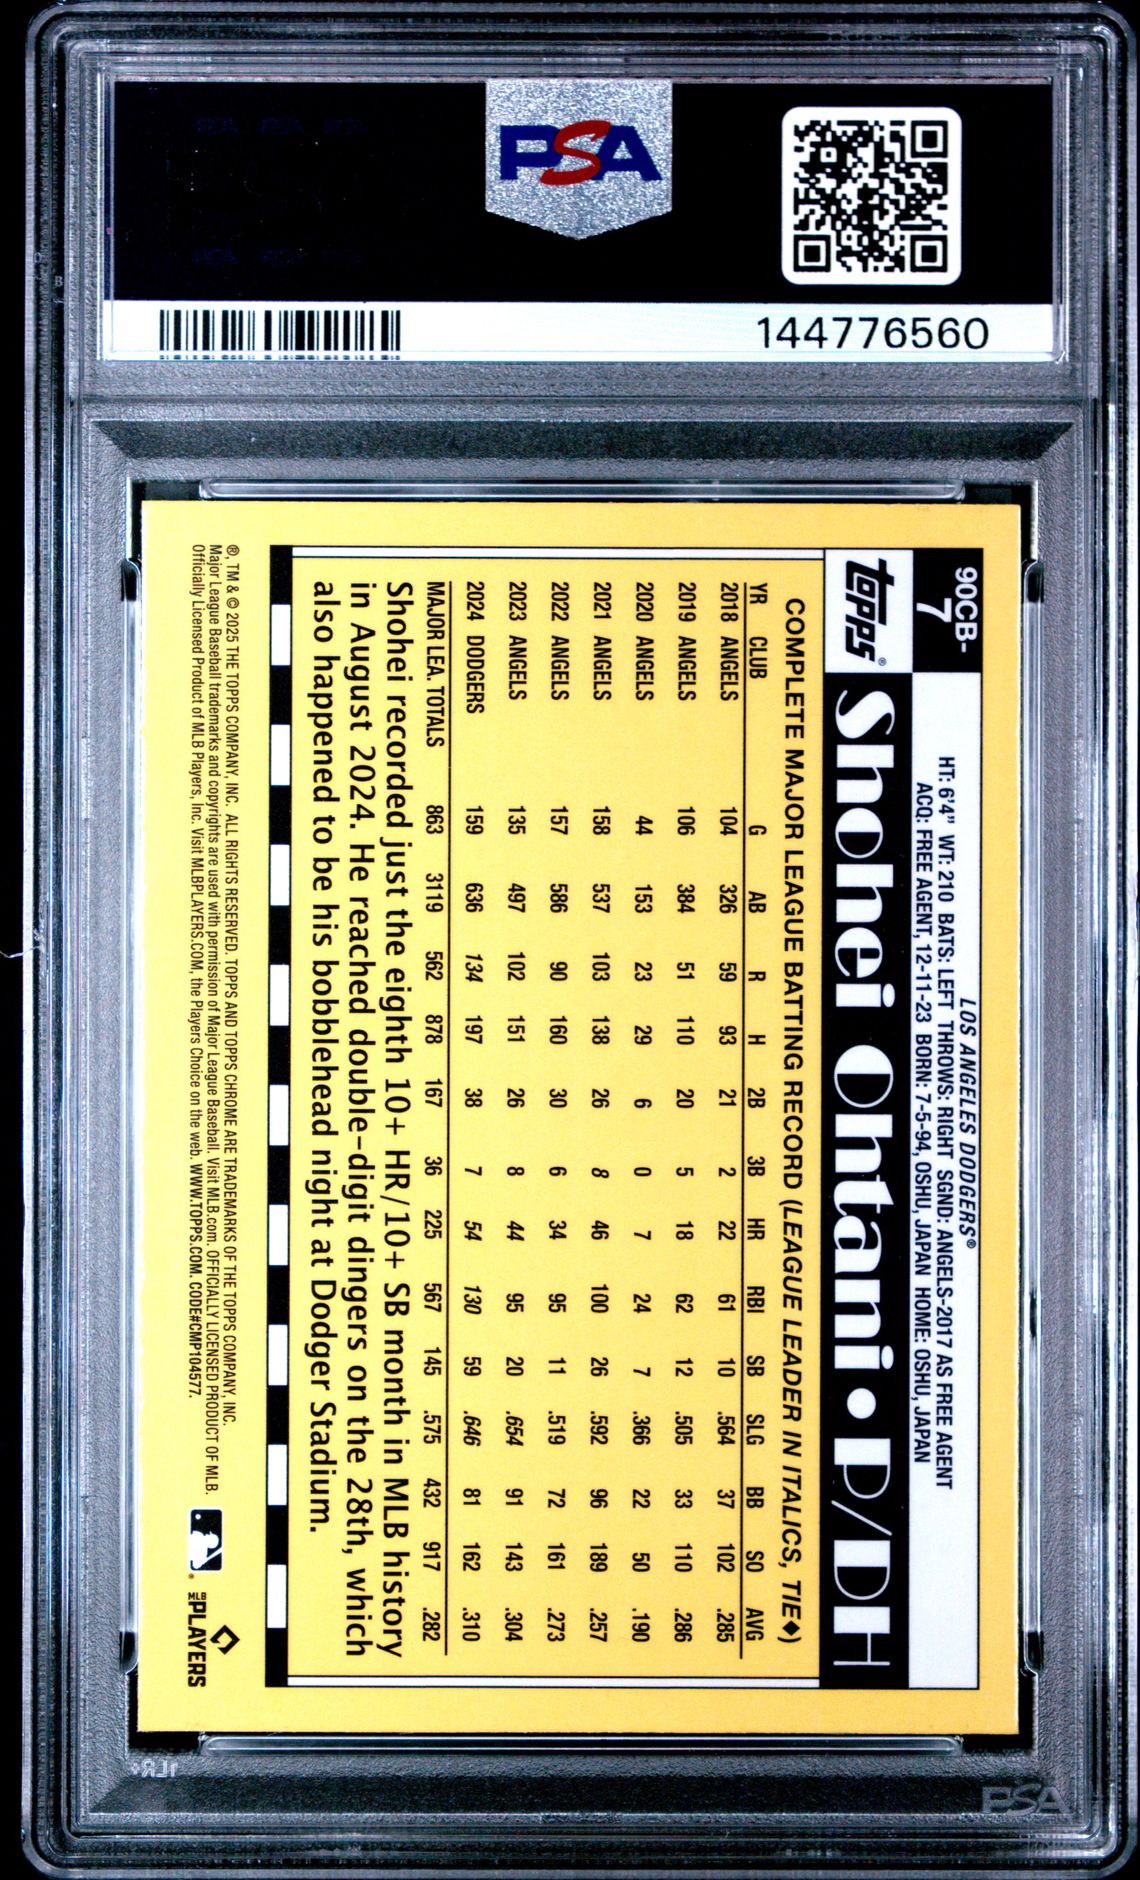 PSA
144776560
90CB-
7
LOS ANGELES DODGERS®
HT: 6'4" WT: 210 BATS: LEFT THROWS: RIGHT SGND: ANGELS-2017 AS FREE AGENT
ACQ: FREE AGENT, 12-11-23 BORN: 7-5-94, OSHU, JAPAN HOME: OSHU, JAPAN
topps® Shohei Ohtani • P/DH
COMPLETE MAJOR LEAGUE BATTING RECORD (LEAGUE LEADER IN ITALICS, TIE♦)
YR CLUB G AB R H 2B 3B HR RBI SB SLG BB SO AVG
2018 ANGELS 104 326 59 93 21 2 22 61 10 .564 37 102 .285
2019 ANGELS 106 384 51 110 20 5 18 62 12 .505 33 110 .286
2020 ANGELS 44 153 23 29 6 0 7 24 7 .366 22 50 .190
2021 ANGELS 158 537 103 138 26 8 46 100 26 .592 96 189 .257
2022 ANGELS 157 586 90 160 30 6 34 95 11 .519 72 161 .273
2023 ANGELS 135 497 102 151 26 8 44 95 20 .654 91 143 .304
2024 DODGERS 159 636 134 197 38 7 54 130 59 .646 81 162 .310
MAJOR LEA. TOTALS 863 3119 562 878 167 36 225 567 145 .575 432 917 .282
Shohei recorded just the eighth 10+ HR/10+ SB month in MLB history
in August 2024. He reached double-digit dingers on the 28th, which
also happened to be his bobblehead night at Dodger Stadium.
®, TM & © 2025 THE TOPPS COMPANY, INC. ALL RIGHTS RESERVED. TOPPS AND TOPPS CHROME ARE TRADEMARKS OF THE TOPPS COMPANY, INC.
Major League Baseball trademarks and copyrights are used with permission of Major League Baseball. Visit MLB.com. OFFICIALLY LICENSED PRODUCT OF MLB.
Officially Licensed Product of MLB Players, Inc. Visit MLBPLAYERS.COM, the Players Choice on the web. WWW.TOPPS.COM. CODE#CMP104577.
MLB PLAYERS
1LR+
PSA